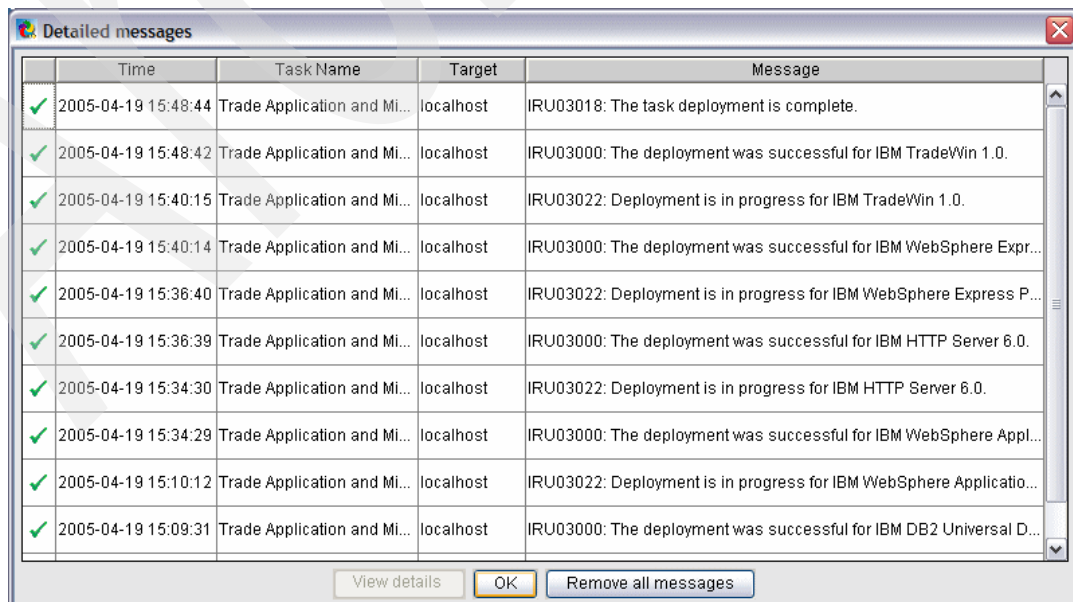 Detailed messages
Time Task Name Target Message
2005-04-19 15:48:44 Trade Application and Mi... localhost IRU03018: The task deployment is complete.
2005-04-19 15:48:42 Trade Application and Mi... localhost IRU03000: The deployment was successful for IBM TradeWin 1.0.
2005-04-19 15:40:15 Trade Application and Mi... localhost IRU03022: Deployment is in progress for IBM TradeWin 1.0.
2005-04-19 15:40:14 Trade Application and Mi... localhost IRU03000: The deployment was successful for IBM WebSphere Expr...
2005-04-19 15:36:40 Trade Application and Mi... localhost IRU03022: Deployment is in progress for IBM WebSphere Express P...
2005-04-19 15:36:39 Trade Application and Mi... localhost IRU03000: The deployment was successful for IBM HTTP Server 6.0.
2005-04-19 15:34:30 Trade Application and Mi... localhost IRU03022: Deployment is in progress for IBM HTTP Server 6.0.
2005-04-19 15:34:29 Trade Application and Mi... localhost IRU03000: The deployment was successful for IBM WebSphere Appl...
2005-04-19 15:10:12 Trade Application and Mi... localhost IRU03022: Deployment is in progress for IBM WebSphere Applicatio...
2005-04-19 15:09:31 Trade Application and Mi... localhost IRU03000: The deployment was successful for IBM DB2 Universal D...
View details OK Remove all messages